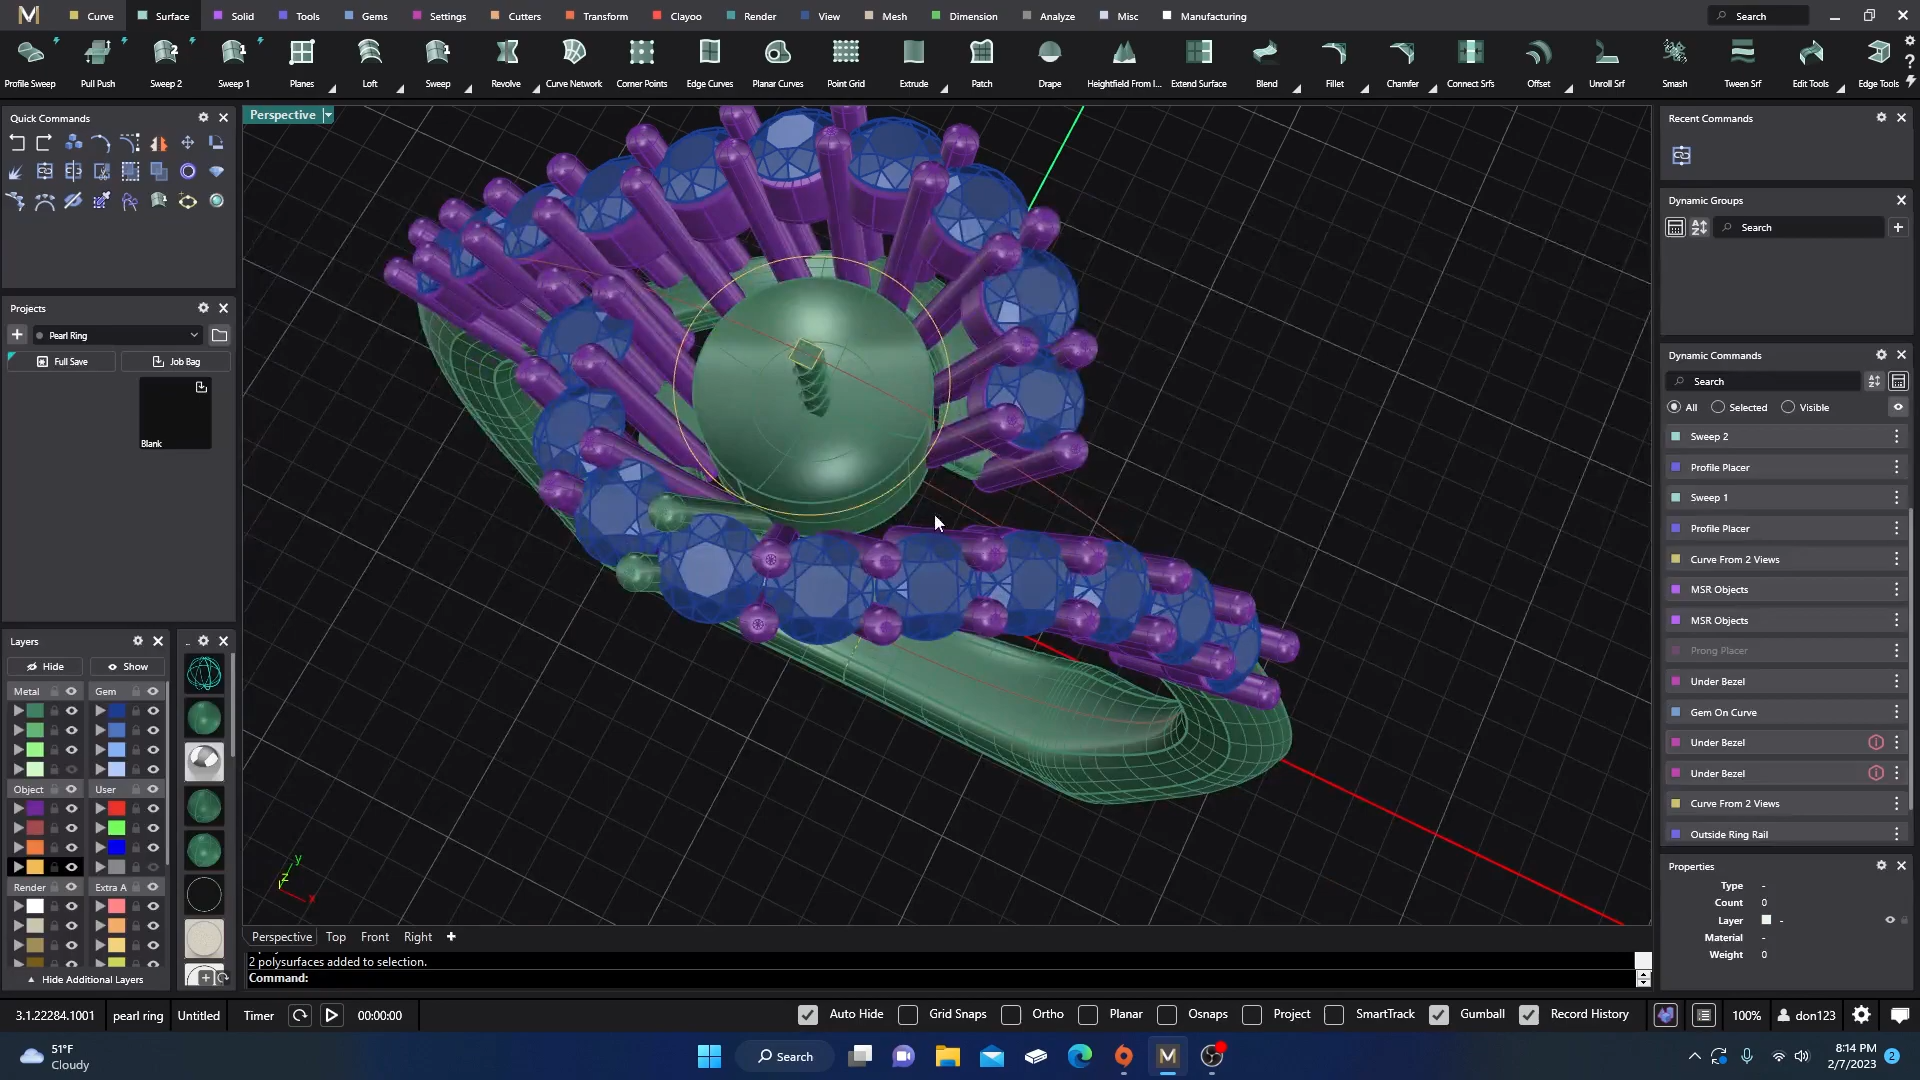 Curve
Surface
Solid
Tools
Gems
Settings
Cutters
Transform
Clayoo
Render
View
Mesh
Dimension
Analyze
Misc
Manufacturing
Search
Profile Sweep
Pull Push
Sweep 2
Sweep 1
Planes
Loft
Sweep
Revolve
Curve Network
Corner Points
Edge Curves
Planar Curves
Point Grid
Extrude
Patch
Drape
Heightfield From I...
Extend Surface
Blend
Fillet
Chamfer
Connect Srfs
Offset
Unroll Srf
Smash
Tween Srf
Edit Tools
Edge Tools
Quick Commands
Projects
Pearl Ring
Full Save
Job Bag
Blank
Layers
Hide
Show
Metal
Gem
Object
User
Render
Extra A
Hide Additional Layers
Perspective
y
z
x
Perspective
Top
Front
Right
2 polysurfaces added to selection.
Command:
Recent Commands
Dynamic Groups
Search
Dynamic Commands
Search
All
Selected
Visible
Sweep 2
Profile Placer
Sweep 1
Profile Placer
Curve From 2 Views
MSR Objects
MSR Objects
Prong Placer
Under Bezel
Gem On Curve
Under Bezel
Under Bezel
Curve From 2 Views
Outside Ring Rail
Properties
Type -
Count 0
Layer -
Material -
Weight 0
3.1.22284.1001
pearl ring
Untitled
Timer
00:00:00
Auto Hide
Grid Snaps
Ortho
Planar
Osnaps
Project
SmartTrack
Gumball
Record History
100%
don123
51°F
Cloudy
Search
8:14 PM
2/7/2023
2